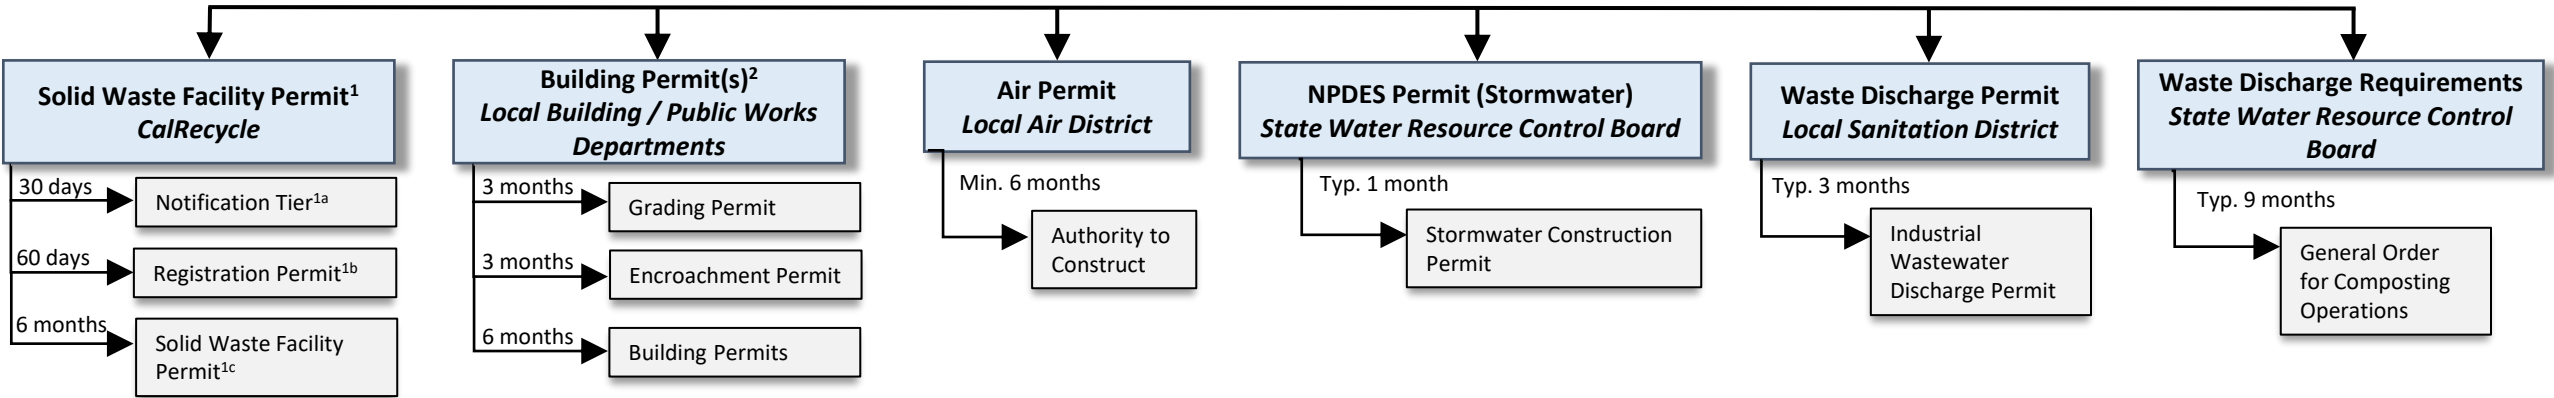 Solid Waste Facility Permit1
CalRecycle
30 days
Notification Tier1a
60 days
Registration Permit1b
6 months
Solid Waste Facility
Permit1c
Building Permit(s)2
Local Building / Public Works
Departments
3 months
Grading Permit
3 months
Encroachment Permit
6 months
Building Permits
Air Permit
Local Air District
Min. 6 months
Authority to
Construct
NPDES Permit (Stormwater)
State Water Resource Control Board
Typ. 1 month
Stormwater Construction
Permit
Waste Discharge Permit
Local Sanitation District
Typ. 3 months
Industrial
Wastewater
Discharge Permit
Waste Discharge Requirements
State Water Resource Control
Board
Typ. 9 months
General Order
for Composting
Operations